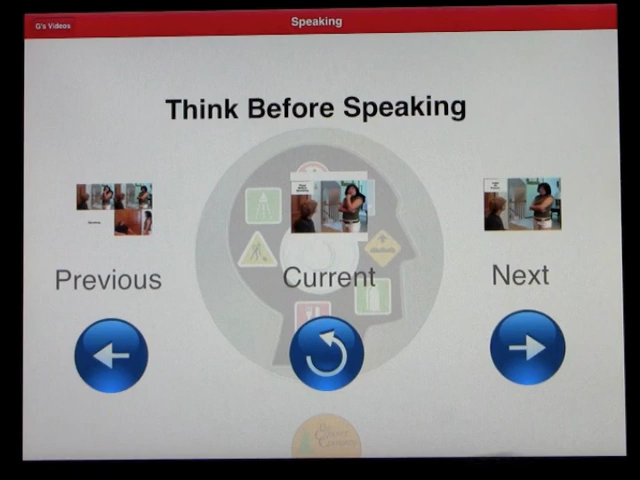 G's Videos
Speaking
Think Before Speaking
Previous
Current
Next